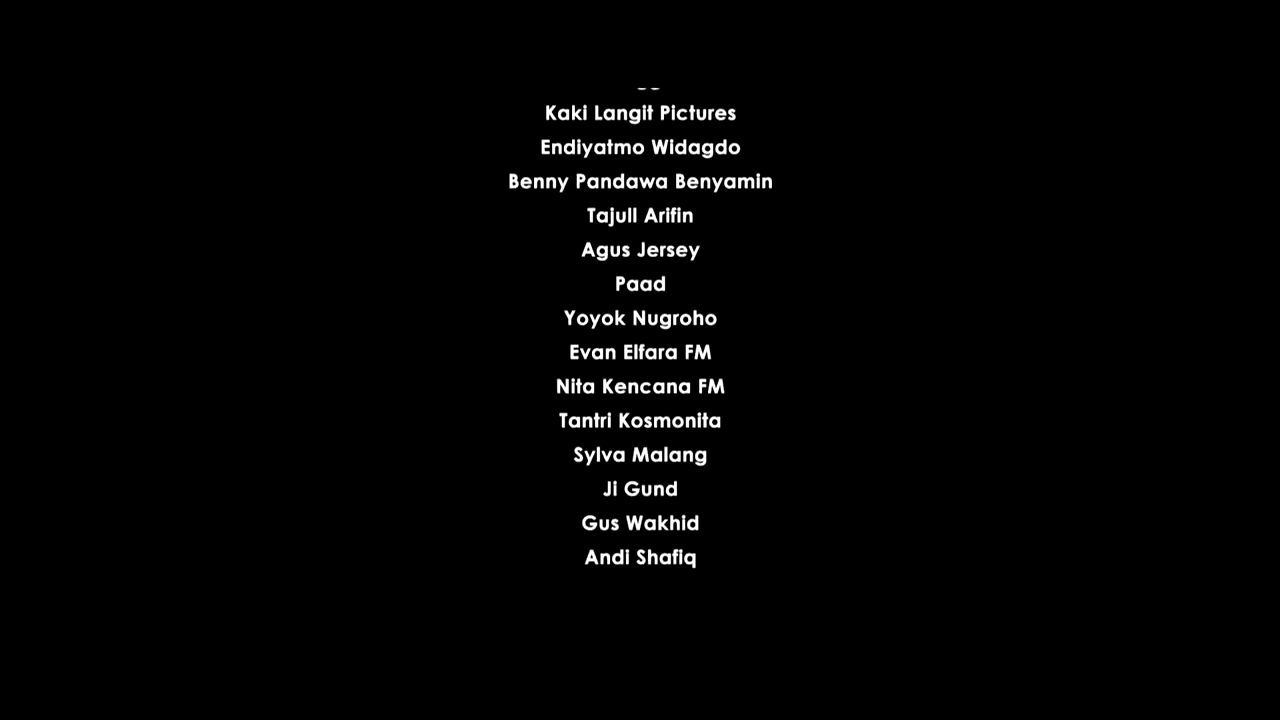 Kaki Langit Pictures
Endiyatmo Widagdo
Benny Pandawa Benyamin
Tajull Arifin
Agus Jersey
Paad
Yoyok Nugroho
Evan Elfara FM
Nita Kencana FM
Tantri Kosmonita
Sylva Malang
Ji Gund
Gus Wakhid
Andi Shafiq